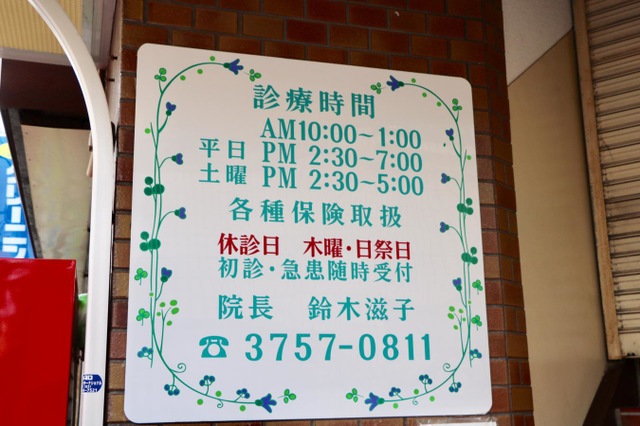 診療時間
AM10:00~1:00
平日 PM 2:30~7:00
土曜 PM 2:30~5:00
各種保険取扱
休診日 木曜・日祭日
初診・急患随時受付
院長 鈴木滋子
☎ 3757-0811